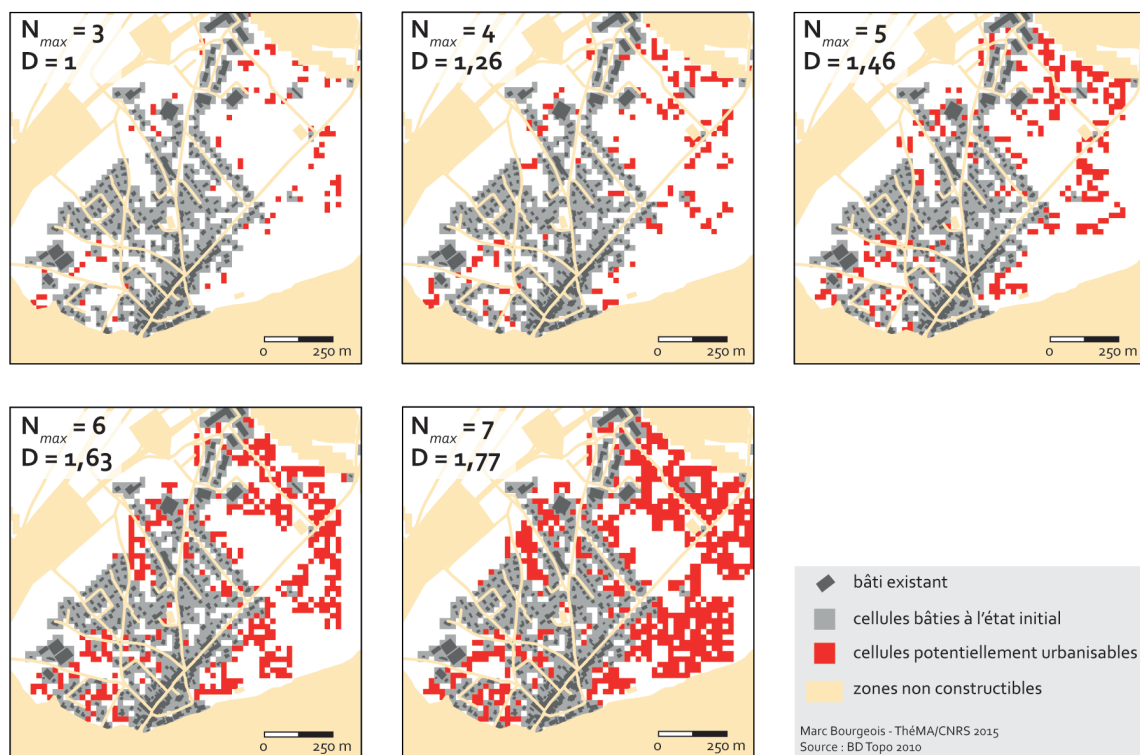 Nmax = 3
D = 1
0 250 m
Nmax = 4
D = 1,26
0 250 m
Nmax = 5
D = 1,46
0 250 m
Nmax = 6
D = 1,63
0 250 m
Nmax = 7
D = 1,77
0 250 m
bâti existant
cellules bâties à l'état initial
cellules potentiellement urbanisables
zones non constructibles
Marc Bourgeois - ThéMA/CNRS 2015
Source : BD Topo 2010